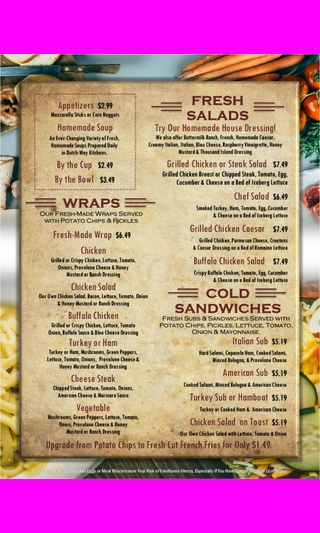 Appetizers $2.99
Mozzarella Sticks or Corn Nuggets
Homemade Soup
An Ever-Changing Variety of Fresh,
Homemade Soups Prepared Daily
in Dutch-Way Kitchens.
By the Cup $2.49
By the Bowl $3.49
WRAPS
Our Fresh-Made Wraps Served
with Potato Chips & Pickles
Fresh-Made Wrap $6.49
Chicken
Grilled or Crispy Chicken, Lettuce, Tomato,
Onions, Provolone Cheese & Honey
Mustard or Ranch Dressing
Chicken Salad
Our Own Chicken Salad, Bacon, Lettuce, Tomato, Onion
& Honey Mustard or Ranch Dressing
Buffalo Chicken
Grilled or Crispy Chicken, Lettuce, Tomato
Onion, Buffalo Sauce & Bleu Cheese Dressing
Turkey or Ham
Turkey or Ham, Mushrooms, Green Peppers,
Lettuce, Tomato, Onions, Provolone Cheese &
Honey Mustard or Ranch Dressing
Cheese Steak
Chipped Steak, Lettuce, Tomato, Onions,
American Cheese & Marinara Sauce
Vegetable
Mushrooms, Green Peppers, Lettuce, Tomato,
Onion, Provolone Cheese & Honey
Mustard or Ranch Dressing
FRESH
SALADS
Try Our Homemade House Dressing!
We also offer Buttermilk Ranch, French, Homemade Caesar,
Creamy Italian, Italian, Bleu Cheese, Raspberry Vinaigrette, Honey
Mustard & Thousand Island Dressing
Grilled Chicken or Steak Salad $7.49
Grilled Chicken Breast or Chipped Steak, Tomato, Egg,
Cucumber & Cheese on a Bed of Iceberg Lettuce
Chef Salad $6.49
Smoked Turkey, Ham, Tomato, Egg, Cucumber
& Cheese on a Bed of Iceberg Lettuce
Grilled Chicken Caesar $7.49
Grilled Chicken, Parmesan Cheese, Croutons
& Caesar Dressing on a Bed of Romaine Lettuce
Buffalo Chicken Salad $7.49
Crispy Buffalo Chicken, Tomato, Egg, Cucumber
& Cheese on a Bed of Iceberg Lettuce
COLD
SANDWICHES
Fresh Subs & Sandwiches Served with
Potato Chips, Pickles, Lettuce, Tomato,
Onion & Mayonnaise.
Italian Sub $5.19
Hard Salami, Capacola Ham, Cooked Salami,
Minced Bologna, & Provolone Cheese
American Sub $5.19
Cooked Salami, Minced Bologna & American Cheese
Turkey Sub or Hamboat $5.19
Turkey or Cooked Ham & American Cheese
Chicken Salad on Toast $5.19
Our Own Chicken Salad with Lettuce, Tomato & Onion
Upgrade from Potato Chips to Fresh Cut French Fries for Only $1.49.
Eggs or Meat May Increase Your Risk of Foodborne Illness, Especially if You Have